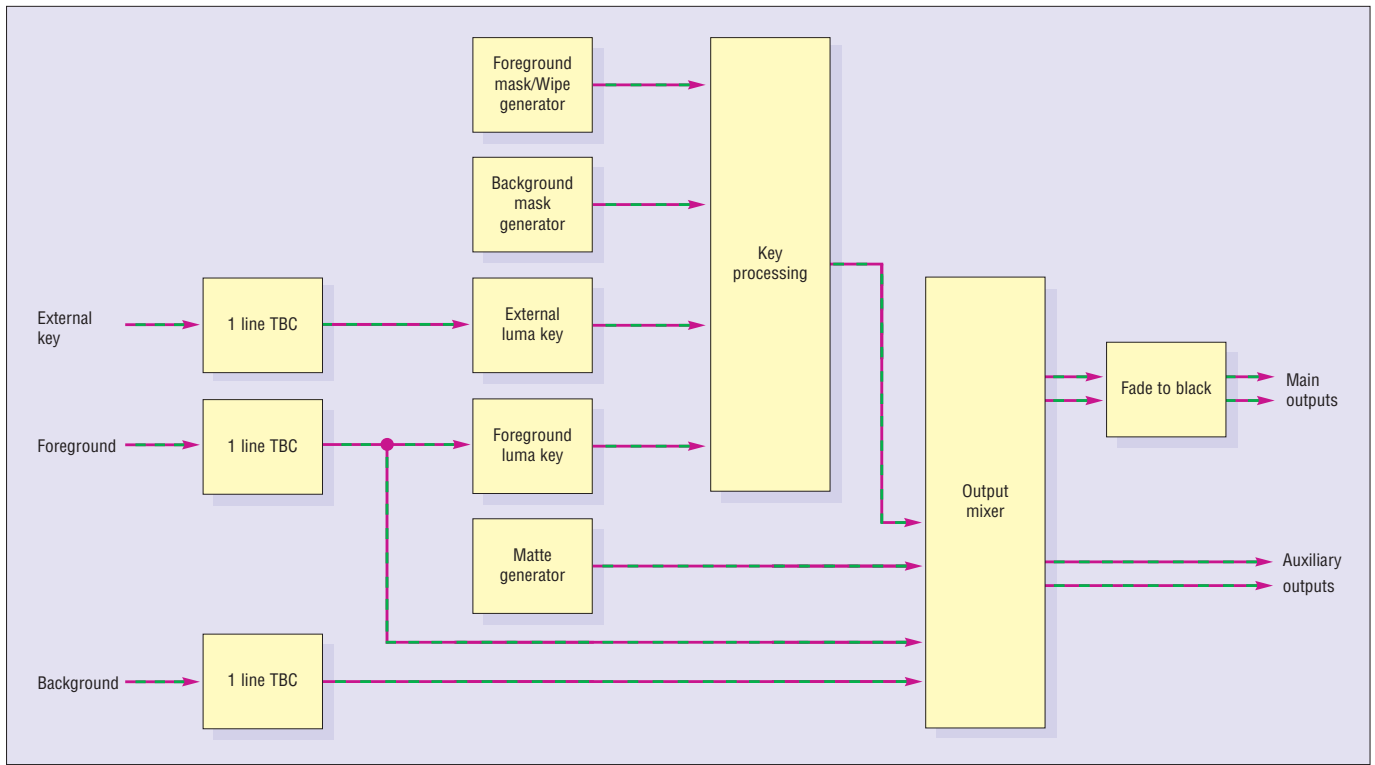 Foreground
mask/Wipe
generator
Background
mask
generator
Key
processing
External
key
1 line TBC
External
luma key
Foreground
1 line TBC
Foreground
luma key
Matte
generator
Background
1 line TBC
Output
mixer
Fade to black
Main
outputs
Auxiliary
outputs